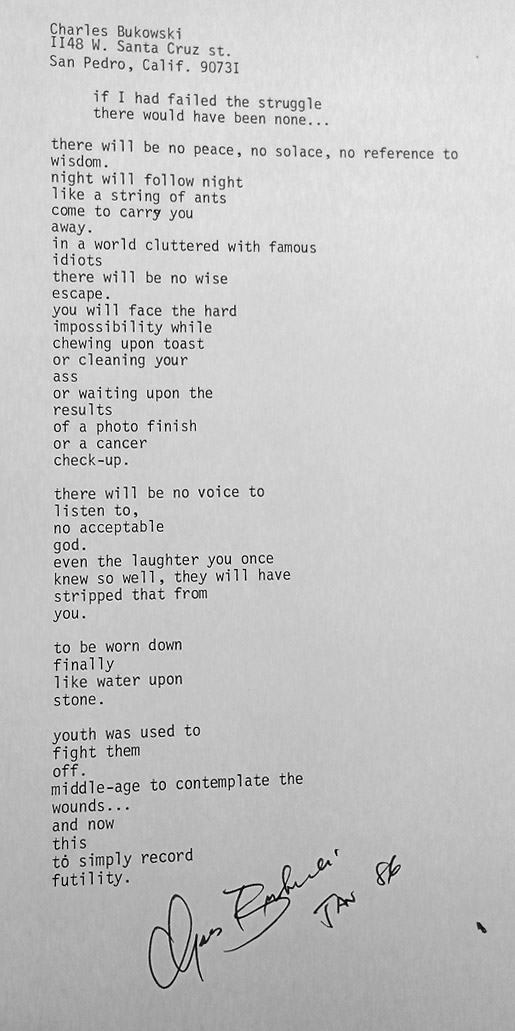 Charles Bukowski
II48 W. Santa Cruz st.
San Pedro, Calif. 9073I
if I had failed the struggle
there would have been none...
there will be no peace, no solace, no reference to
wisdom.
night will follow night
like a string of ants
come to carry you
away.
in a world cluttered with famous
idiots
there will be no wise
escape.
you will face the hard
impossibility while
chewing upon toast
or cleaning your
ass
or waiting upon the
results
of a photo finish
or a cancer
check-up.
there will be no voice to
listen to,
no acceptable
god.
even the laughter you once
knew so well, they will have
stripped that from
you.
to be worn down
finally
like water upon
stone.
youth was used to
fight them
off.
middle-age to contemplate the
wounds...
and now
this
to simply record
futility.
Chas Bukowski
JAN 86